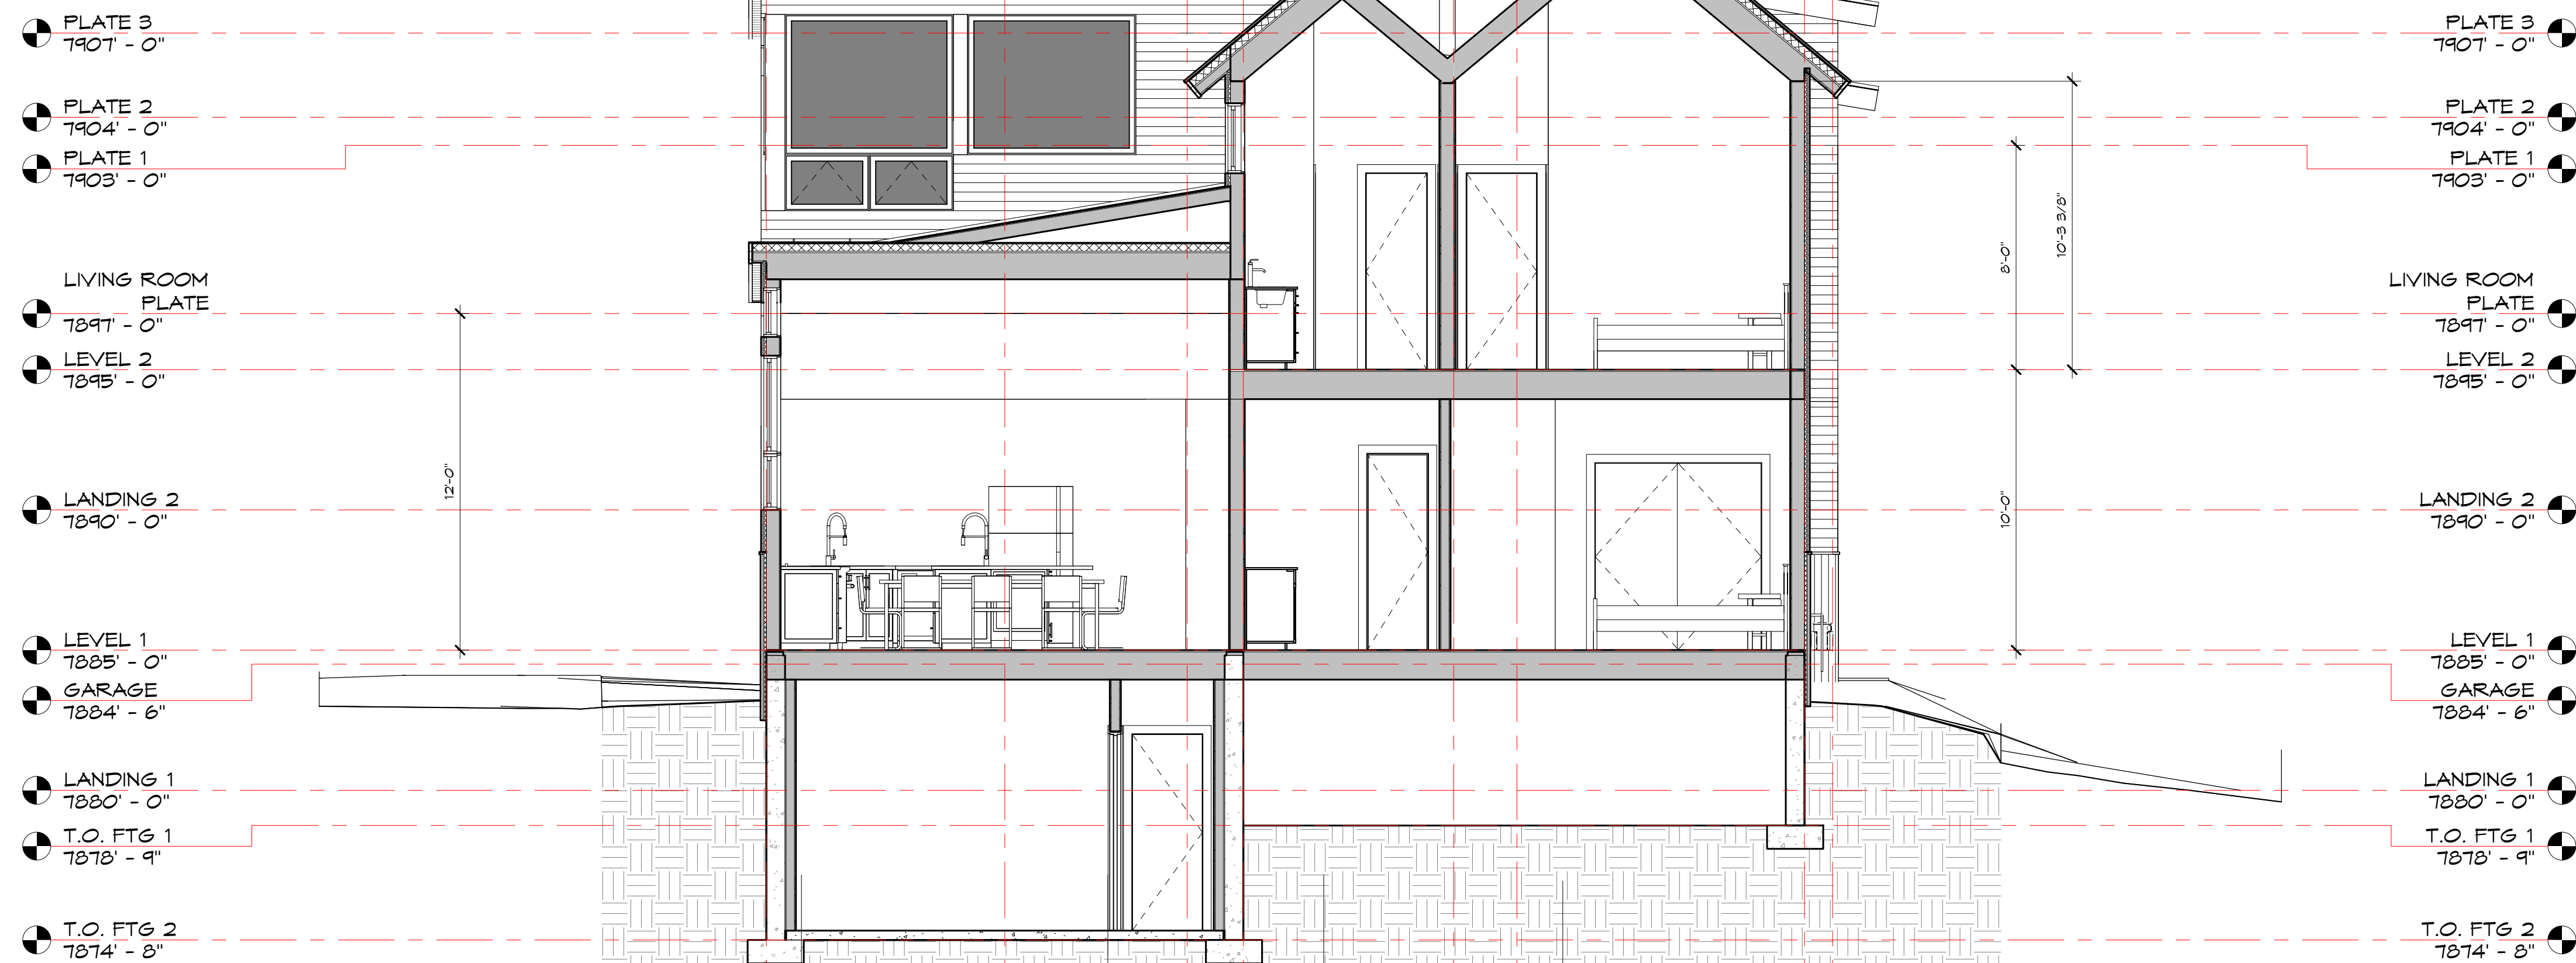 PLATE 3
7907' - 0"
PLATE 2
7904' - 0"
PLATE 1
7903' - 0"
LIVING ROOM
PLATE
7897' - 0"
LEVEL 2
7895' - 0"
LANDING 2
7890' - 0"
LEVEL 1
7885' - 0"
GARAGE
7884' - 6"
LANDING 1
7880' - 0"
T.O. FTG 1
7878' - 9"
T.O. FTG 2
7874' - 8"
12'-0"
8'-0"
10'-3 3/8"
10'-0"
PLATE 3
7907' - 0"
PLATE 2
7904' - 0"
PLATE 1
7903' - 0"
LIVING ROOM
PLATE
7897' - 0"
LEVEL 2
7895' - 0"
LANDING 2
7890' - 0"
LEVEL 1
7885' - 0"
GARAGE
7884' - 6"
LANDING 1
7880' - 0"
T.O. FTG 1
7878' - 9"
T.O. FTG 2
7874' - 8"